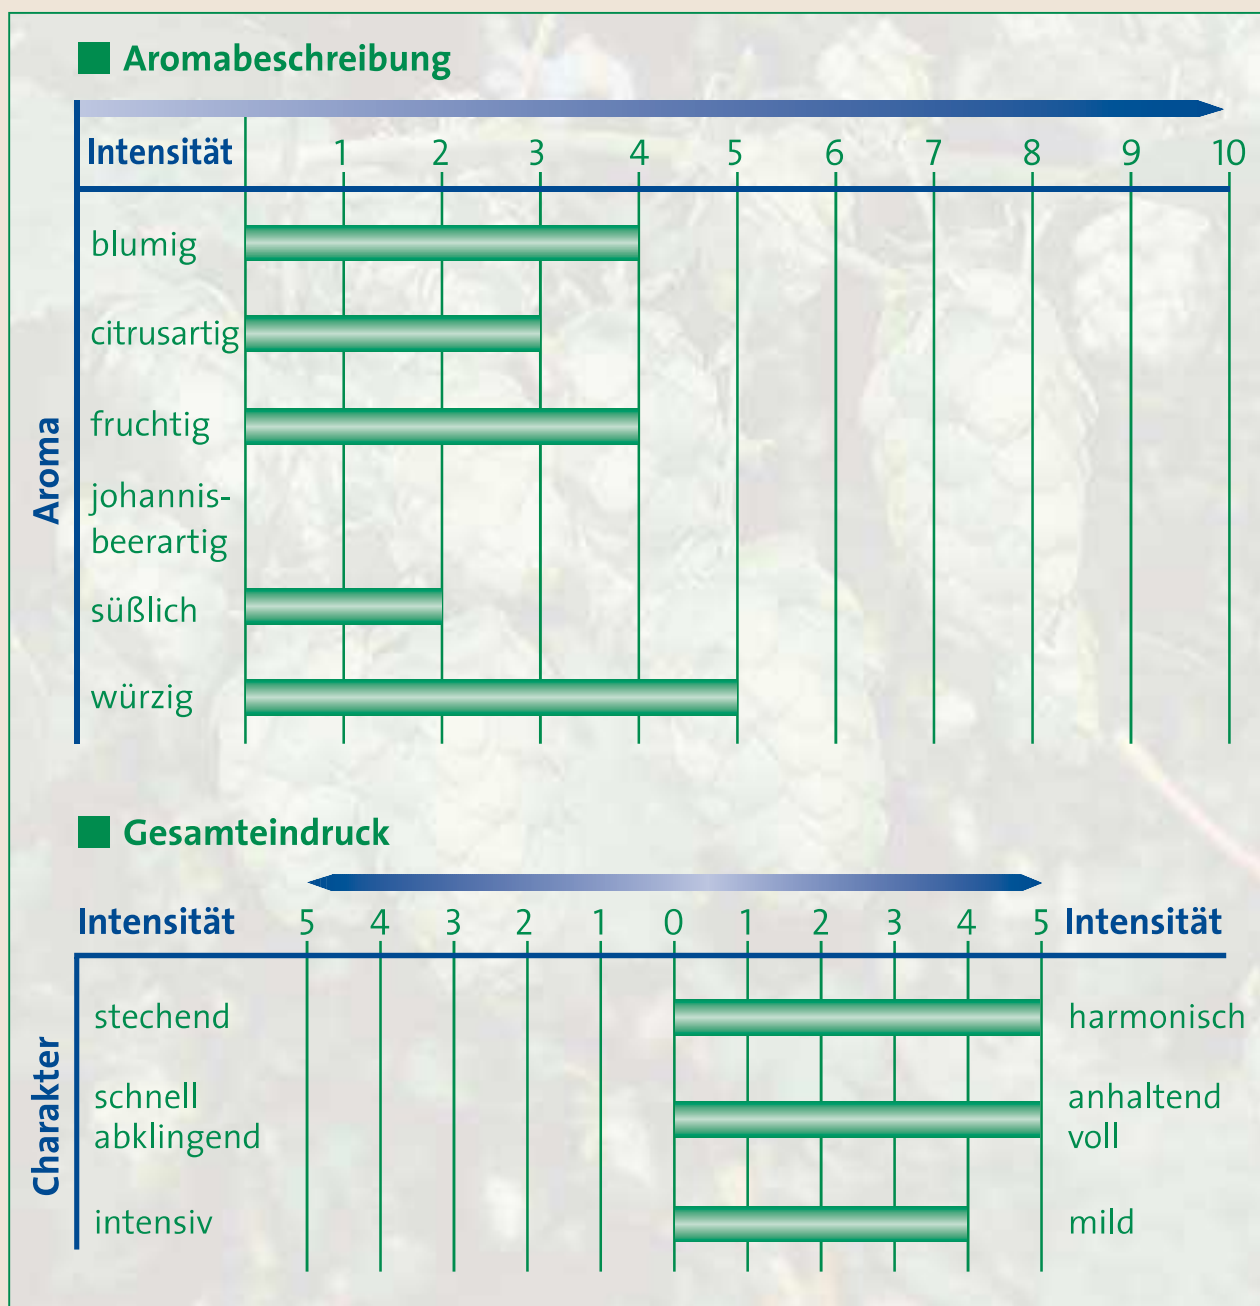 Aromabeschreibung
Intensität 1 2 3 4 5 6 7 8 9 10
Aroma
blumig
citrusartig
fruchtig
johannis-
beerartig
süßlich
würzig
Gesamteindruck
Intensität 5 4 3 2 1 0 1 2 3 4 5 Intensität
Charakter
stechend harmonisch
schnell anhaltend
abklingend voll
intensiv mild